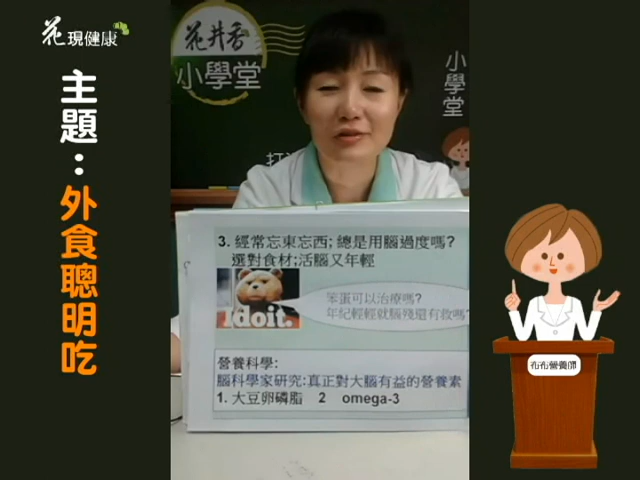 花現健康
主題：外食聰明吃
花井香
小學堂
小學堂
3. 經常忘東忘西; 總是用腦過度嗎?
選對食材;活腦又年輕
笨蛋可以治療嗎?
年紀輕輕就腦殘還有救嗎?
Idoit.
營養科學:
腦科學家研究:真正對大腦有益的營養素
1. 大豆卵磷脂 2 omega-3
布布營養師